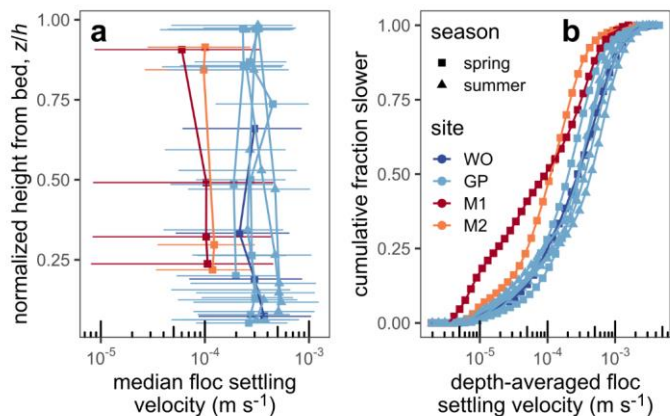 a
normalized height from bed, z/h
1.00
0.75
0.50
0.25
10⁻⁵
10⁻⁴
10⁻³
median floc settling
velocity (m s⁻¹)
b
cumulative fraction slower
1.00
0.75
0.50
0.25
0.00
10⁻⁵
10⁻⁴
10⁻³
depth-averaged floc
settling velocity (m s⁻¹)
season
spring
summer
site
WO
GP
M1
M2